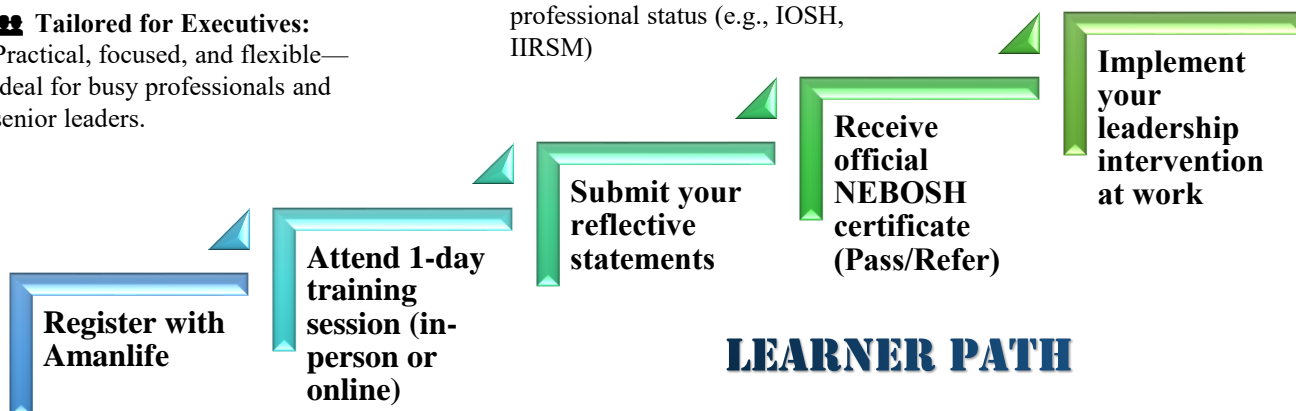 Tailored for Executives:
Practical, focused, and flexible—
ideal for busy professionals and
senior leaders.
professional status (e.g., IOSH,
IIRSM)
Register with
Amanlife
Attend 1-day
training
session (in-
person or
online)
Submit your
reflective
statements
Receive
official
NEBOSH
certificate
(Pass/Refer)
Implement
your
leadership
intervention
at work
LEARNER PATH